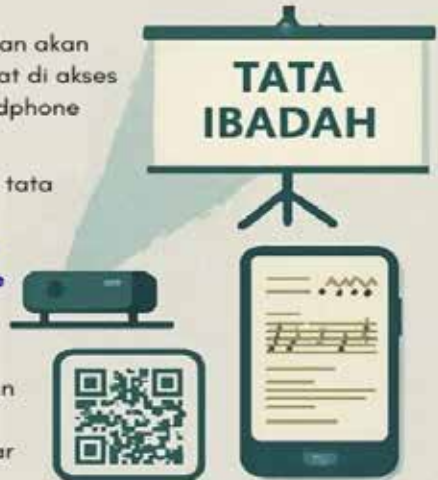 an akan
at di akses
dphone
tata
e
n
ar
TATA
IBADAH